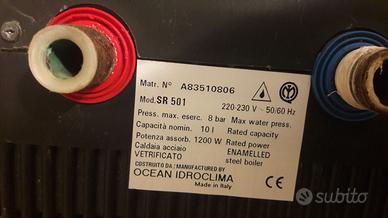 Matr. N° A83510806
Mod. SR 501 220-230 V ~ 50/60 Hz
Press. max. eserc. 8 bar Max water press.
Capacità nomin. 10 l Rated capacity
Potenza assorb. 1200 W Rated power
Caldaia acciaio ENAMELLED
VETRIFICATO steel boiler
COSTRUITO DA / MANUFACTURED BY
OCEAN IDROCLIMA
Made in Italy
CE
subito